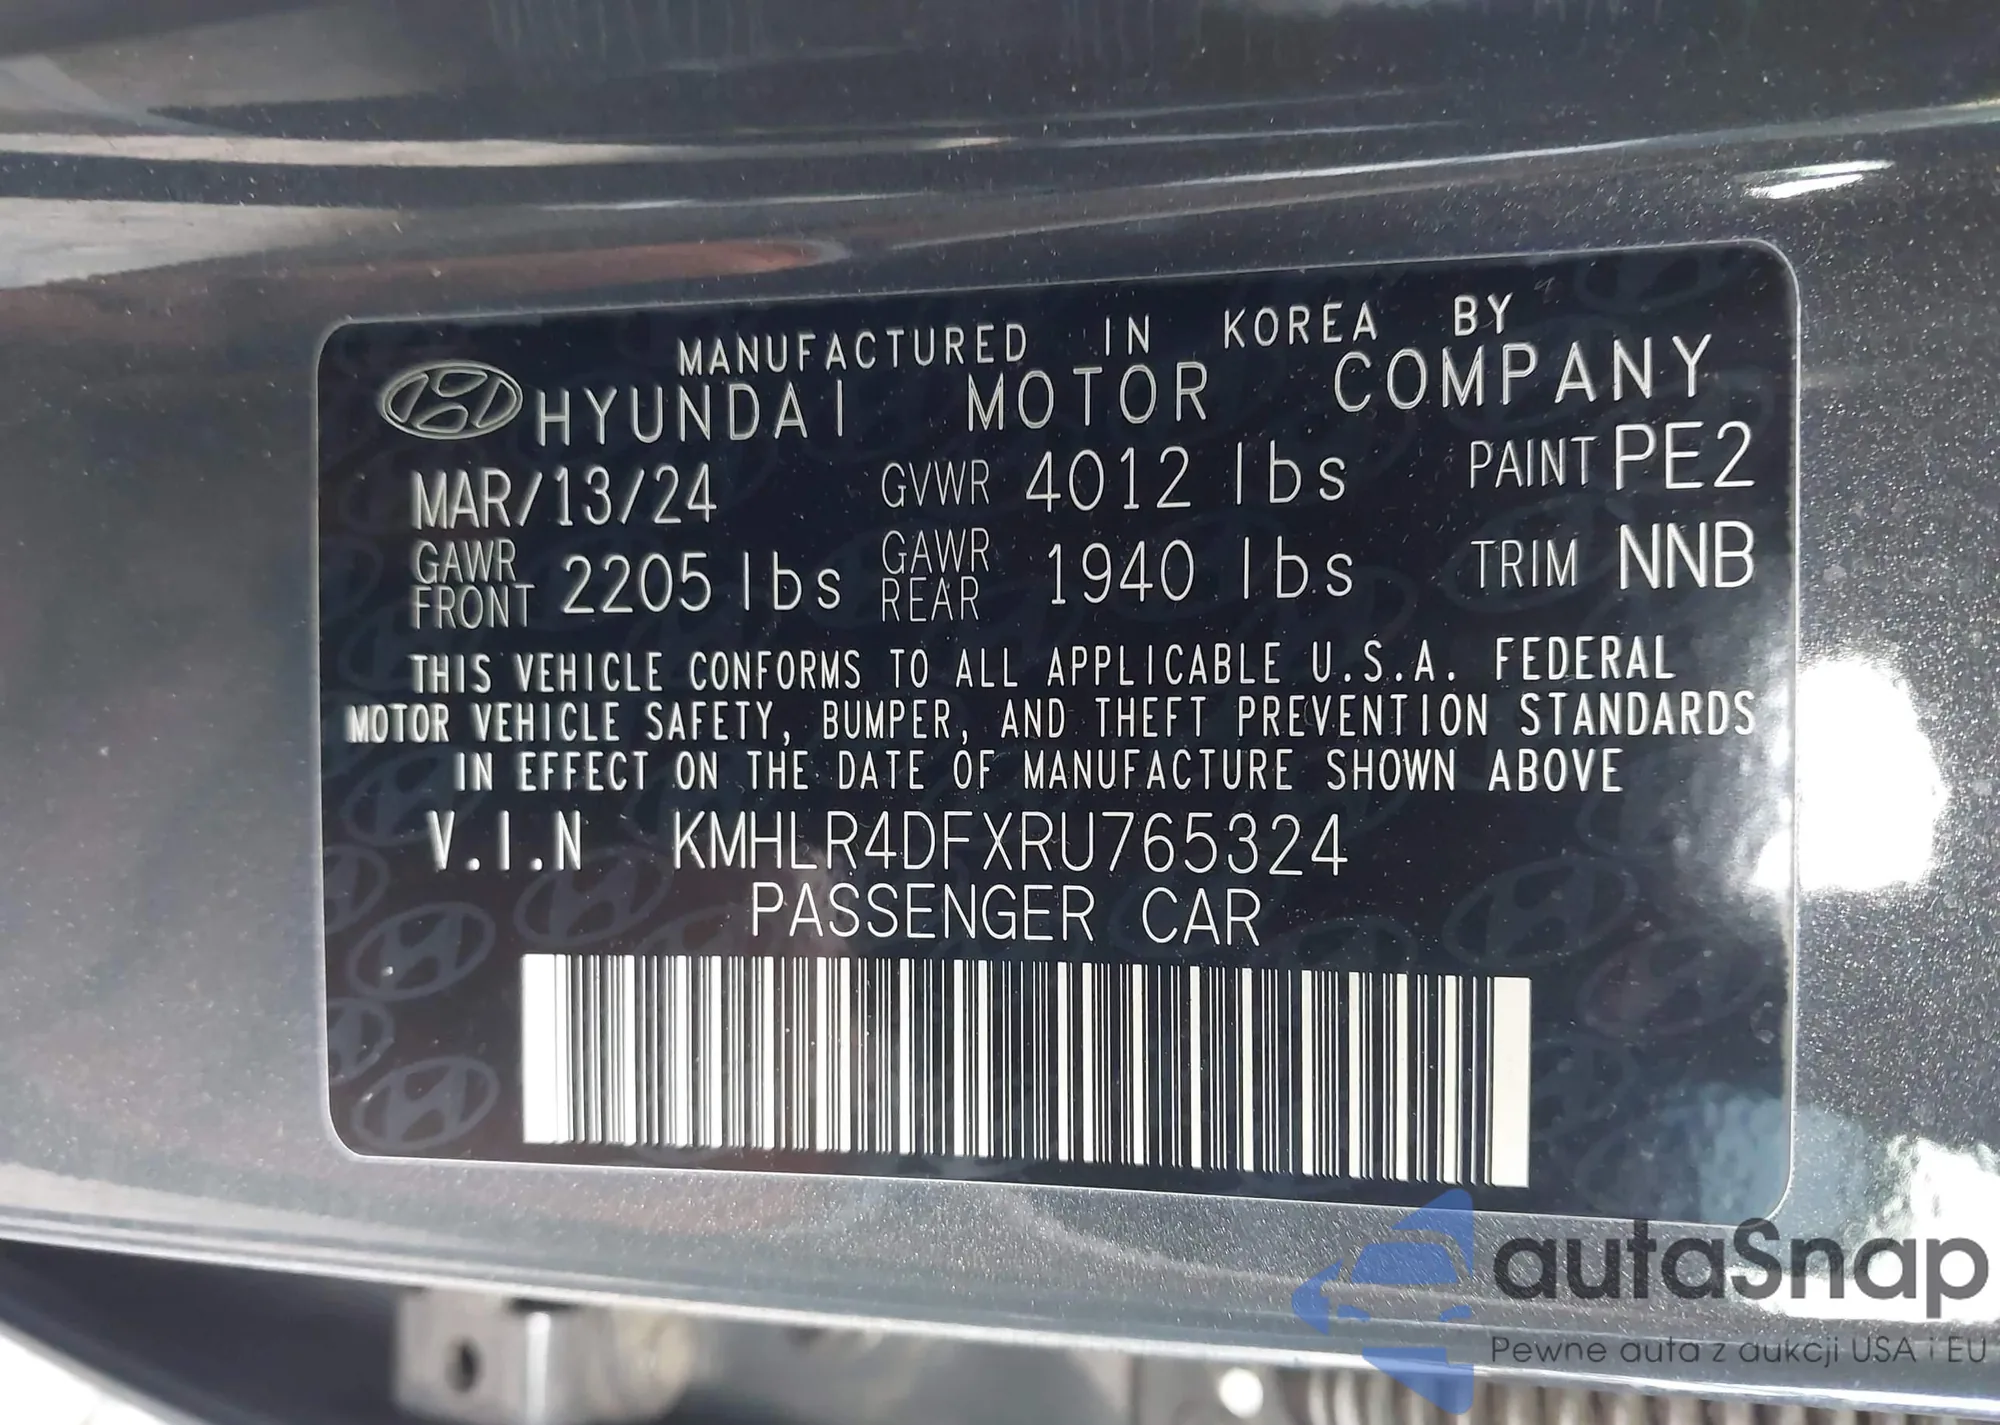 MANUFACTURED IN KOREA BY
HYUNDAI MOTOR COMPANY
MAR/13/24 GVWR 4012 lbs PAINT PE2
GAWR FRONT 2205 lbs GAWR REAR 1940 lbs TRIM NNB
THIS VEHICLE CONFORMS TO ALL APPLICABLE U.S.A. FEDERAL
MOTOR VEHICLE SAFETY, BUMPER, AND THEFT PREVENTION STANDARDS
IN EFFECT ON THE DATE OF MANUFACTURE SHOWN ABOVE
V.I.N KMHLR4DFXRU765324
PASSENGER CAR
autaSnap
Pewne auta z aukcji USA i EU